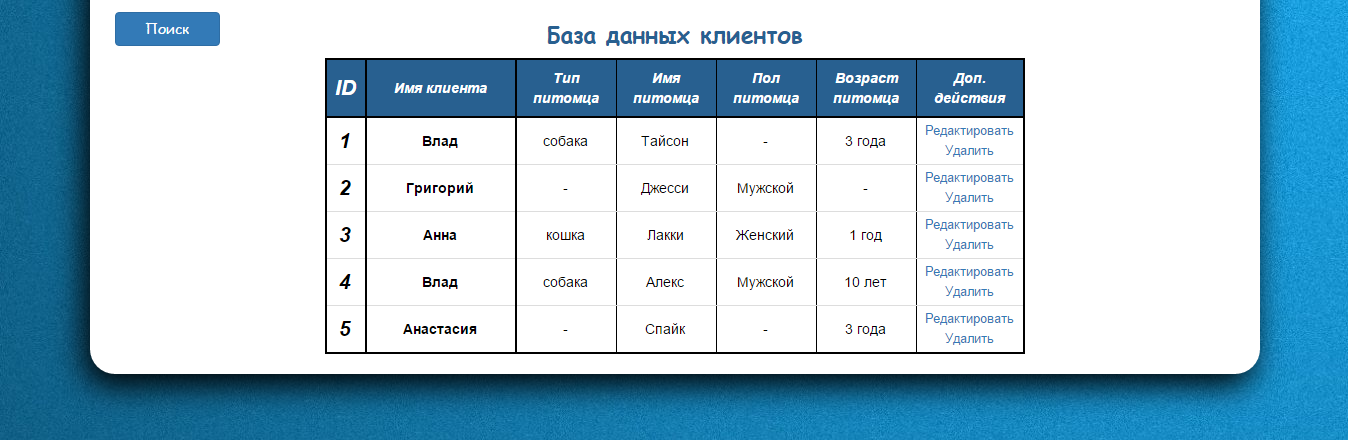 Поиск
База данных клиентов
ID Имя клиента Тип питомца Имя питомца Пол питомца Возраст питомца Доп. действия
1 Влад собака Тайсон - 3 года Редактировать Удалить
2 Григорий - Джесси Мужской - Редактировать Удалить
3 Анна кошка Лакки Женский 1 год Редактировать Удалить
4 Влад собака Алекс Мужской 10 лет Редактировать Удалить
5 Анастасия - Спайк - 3 года Редактировать Удалить